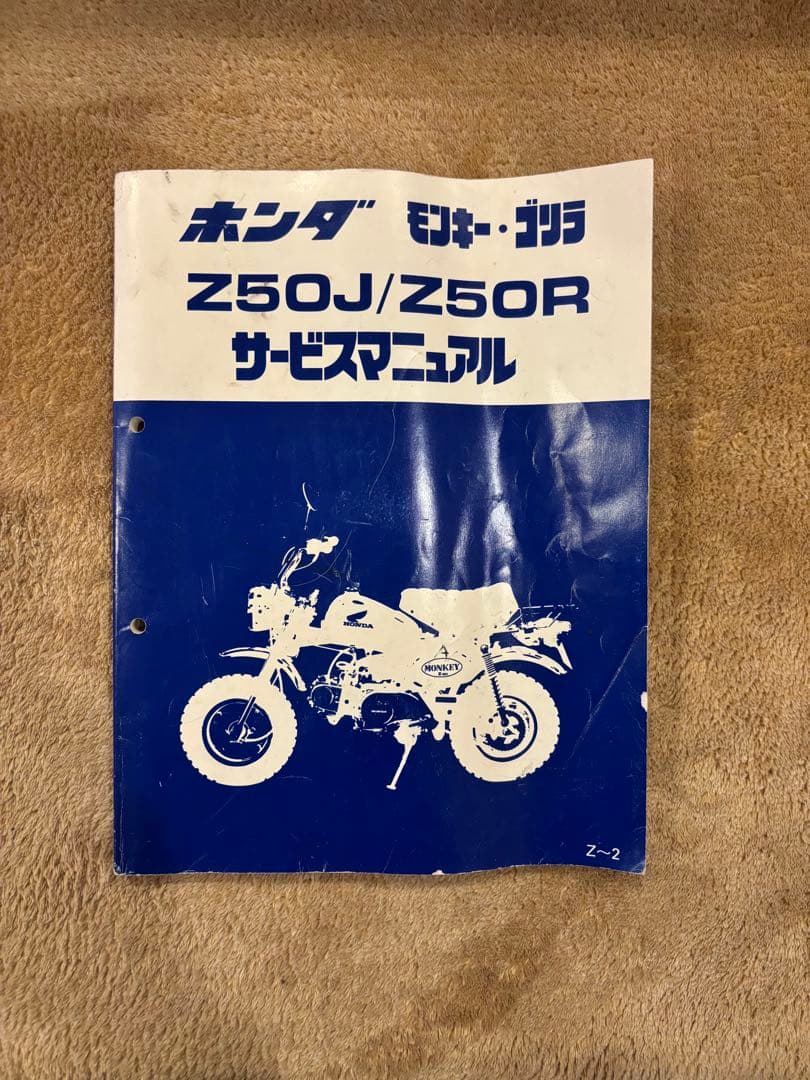 ホンダ モンキー・ゴリラ
Z50J/Z50R
サービスマニュアル
HONDA
MONKEY
Z〜2